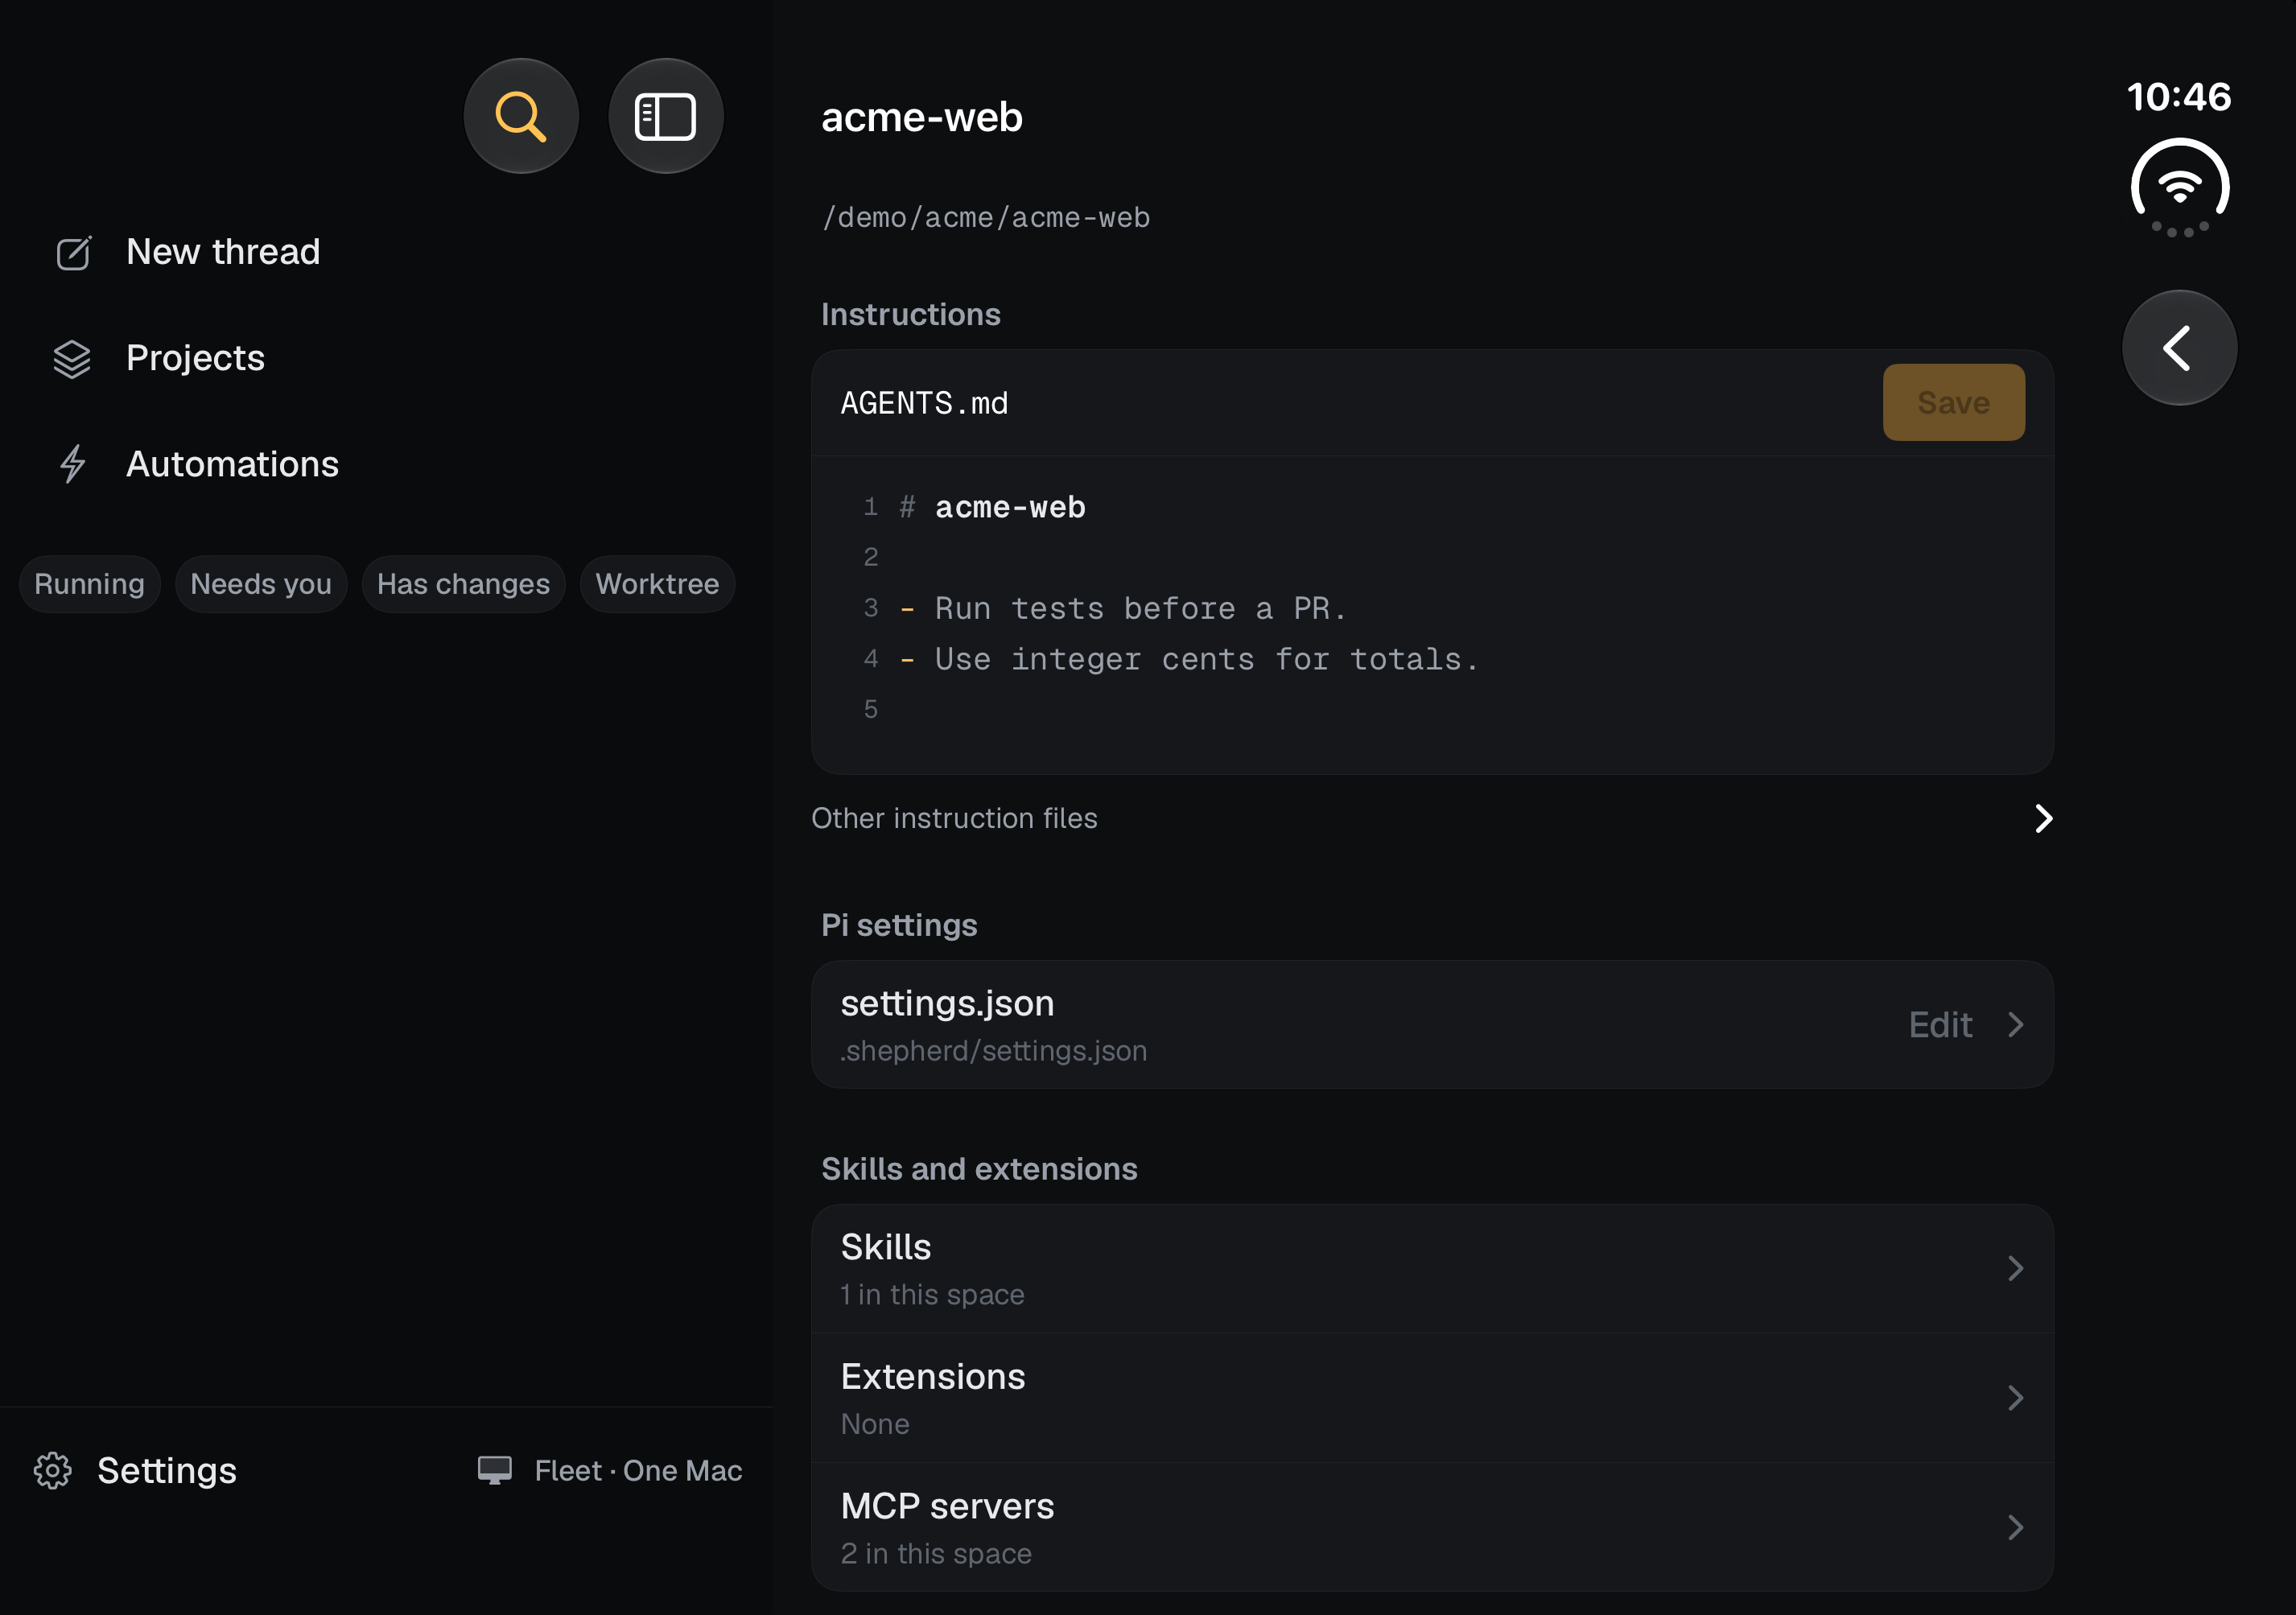 New thread
Projects
Automations
Running
Needs you
Has changes
Worktree
Settings
Fleet · One Mac
acme-web
/demo/acme/acme-web
Instructions
AGENTS.md
Save
1 # acme-web
2
3 - Run tests before a PR.
4 - Use integer cents for totals.
5
Other instruction files
Pi settings
settings.json
.shepherd/settings.json
Edit
Skills and extensions
Skills
1 in this space
Extensions
None
MCP servers
2 in this space
10:46